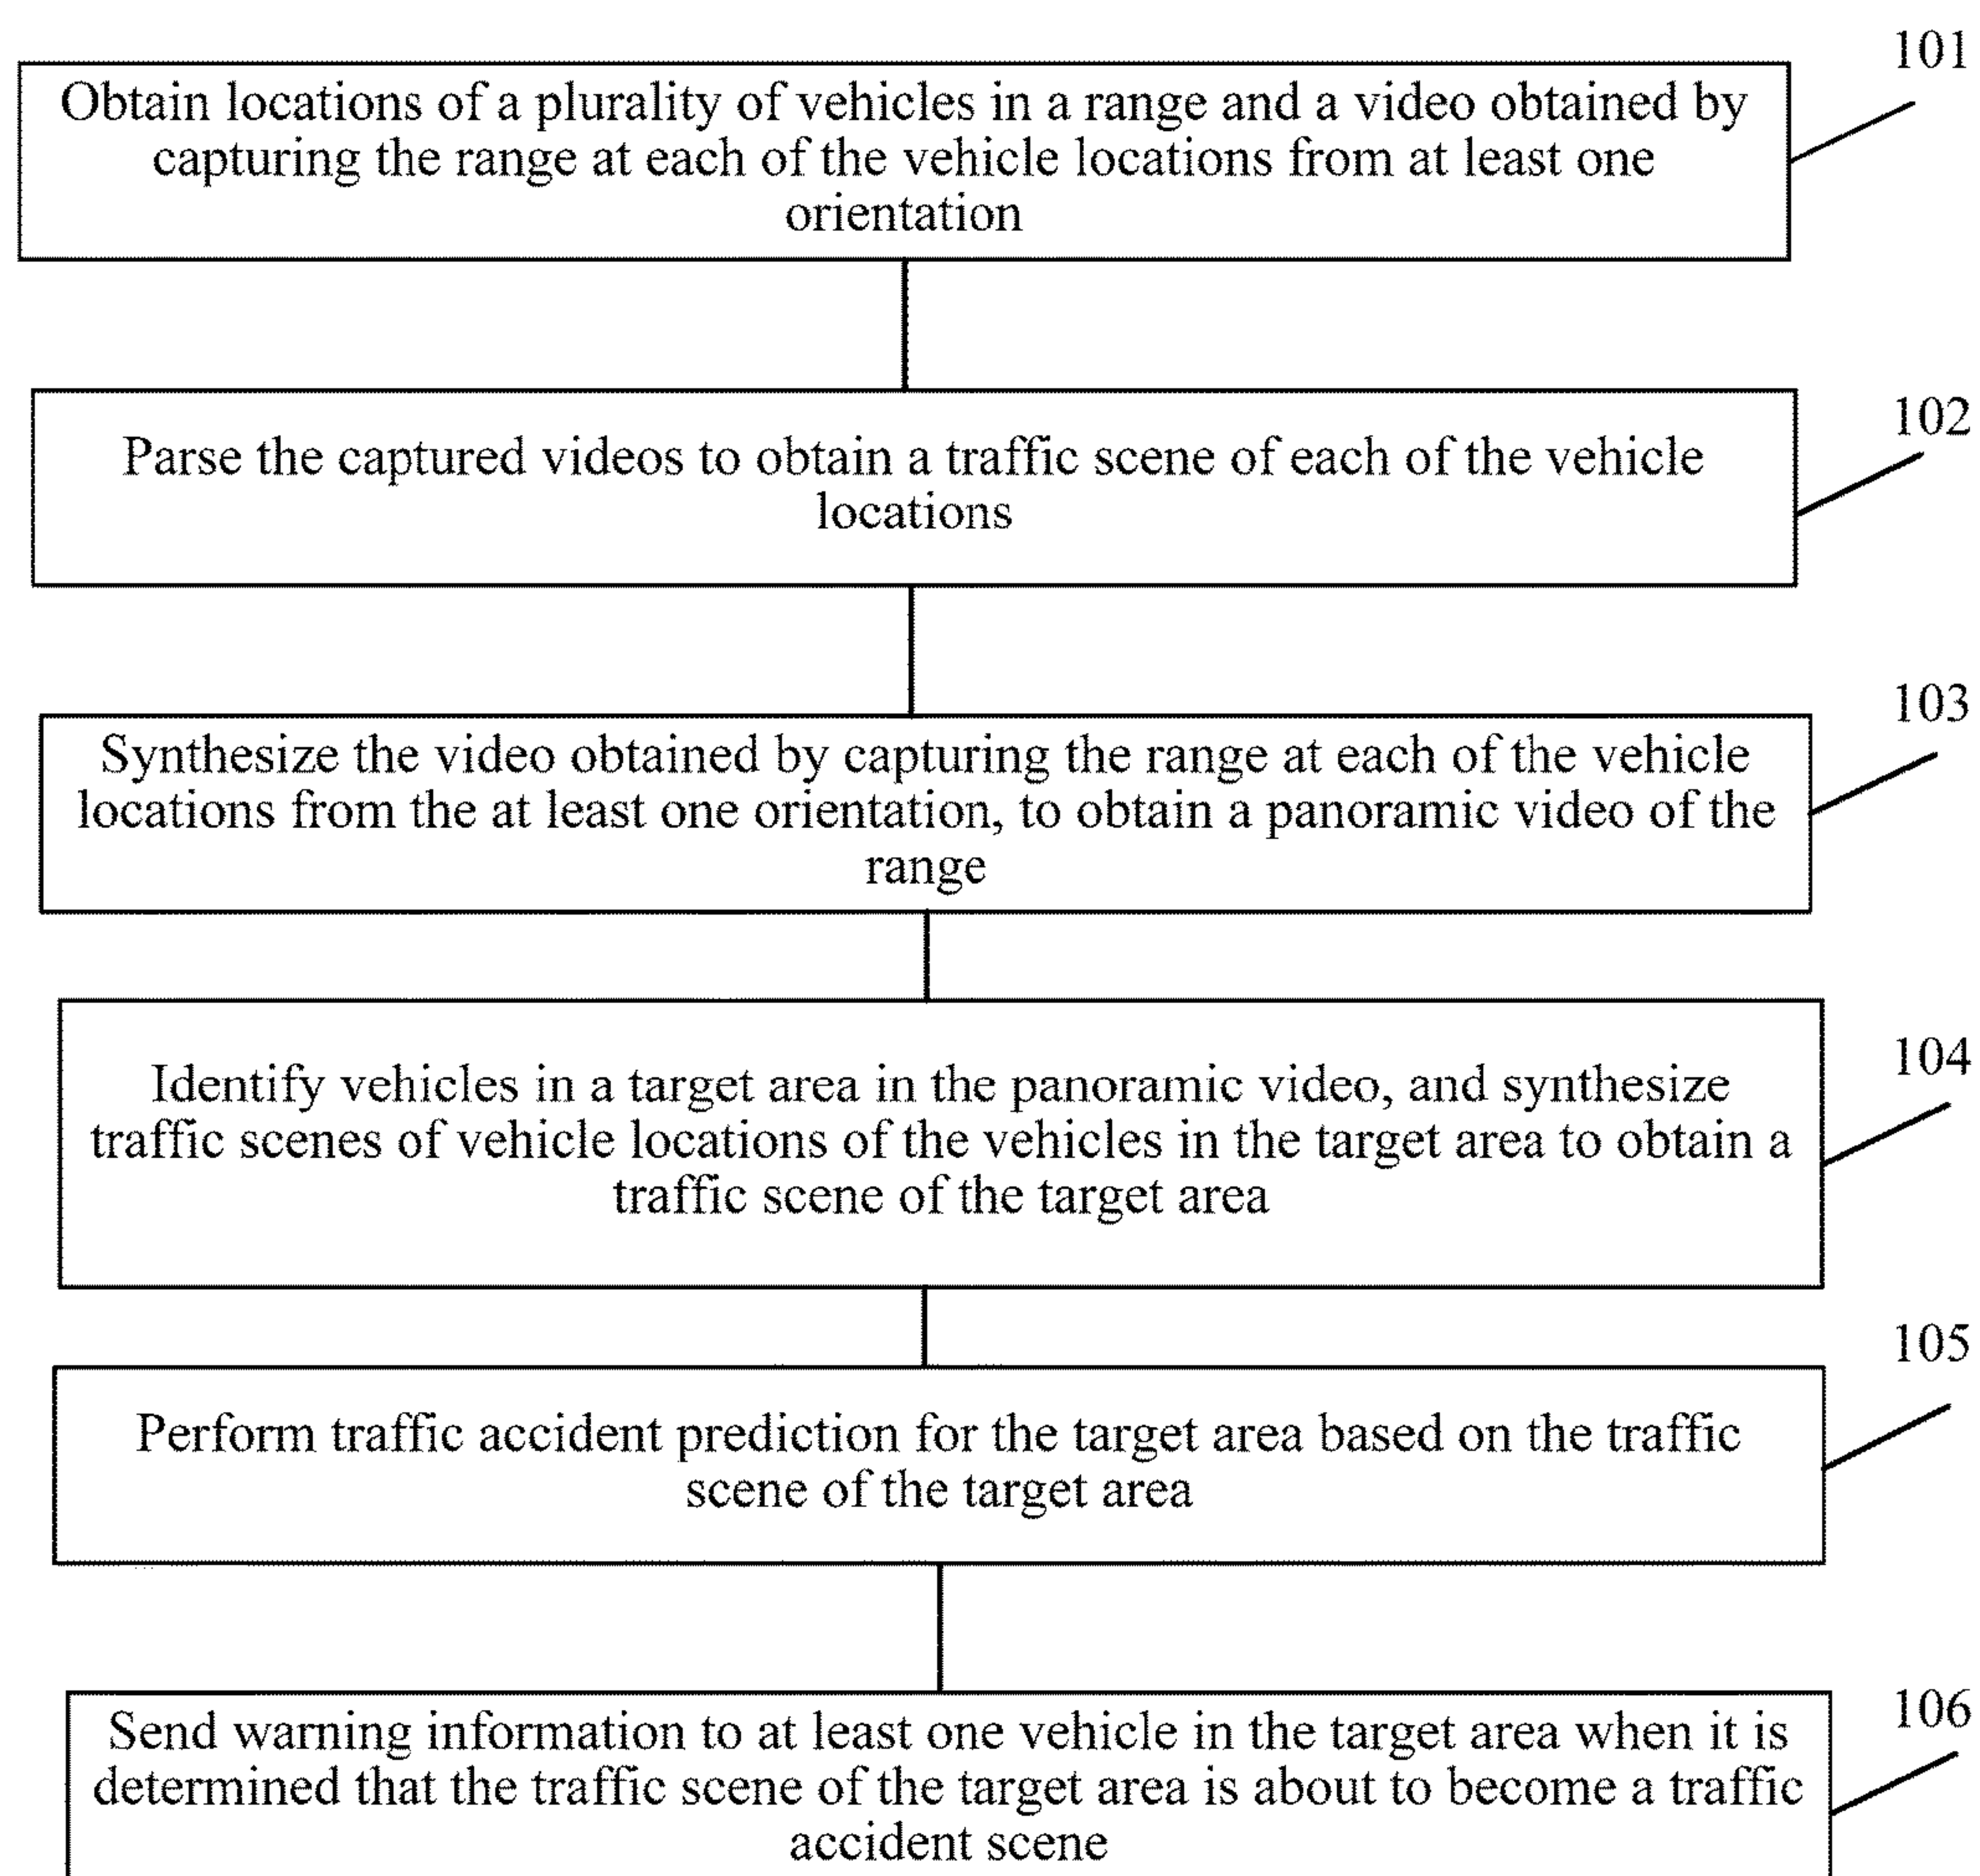 101
Obtain locations of a plurality of vehicles in a range and a video obtained by
capturing the range at each of the vehicle locations from at least one
orientation
102
Parse the captured videos to obtain a traffic scene of each of the vehicle
locations
103
Synthesize the video obtained by capturing the range at each of the vehicle
locations from the at least one orientation, to obtain a panoramic video of the
range
104
Identify vehicles in a target area in the panoramic video, and synthesize
traffic scenes of vehicle locations of the vehicles in the target area to obtain a
traffic scene of the target area
105
Perform traffic accident prediction for the target area based on the traffic
scene of the target area
106
Send warning information to at least one vehicle in the target area when it is
determined that the traffic scene of the target area is about to become a traffic
accident scene